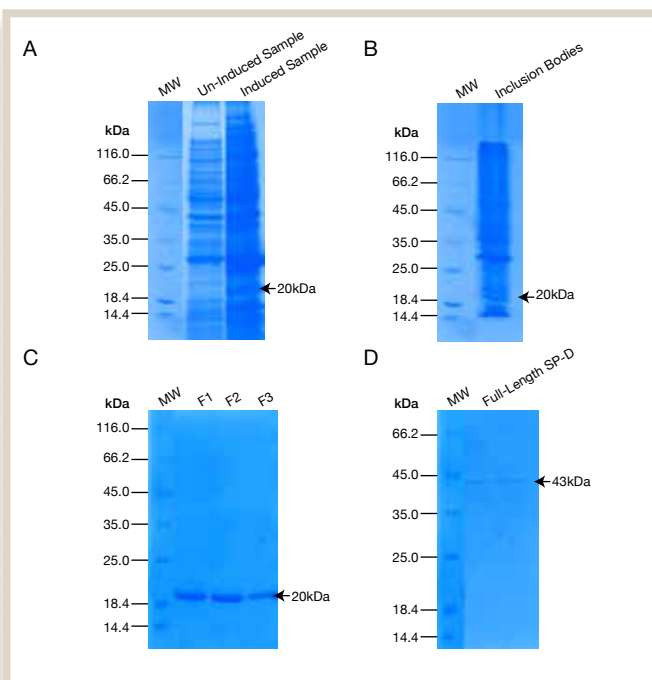 A
MW
Un-Induced Sample
Induced Sample
kDa
116.0
66.2
45.0
35.0
25.0
18.4
14.4
20kDa
B
MW
Inclusion Bodies
kDa
116.0
66.2
45.0
35.0
25.0
18.4
14.4
20kDa
C
MW
F1
F2
F3
kDa
116.0
66.2
45.0
35.0
25.0
18.4
14.4
20kDa
D
MW
Full-Length SP-D
kDa
66.2
45.0
35.0
25.0
18.4
14.4
43kDa